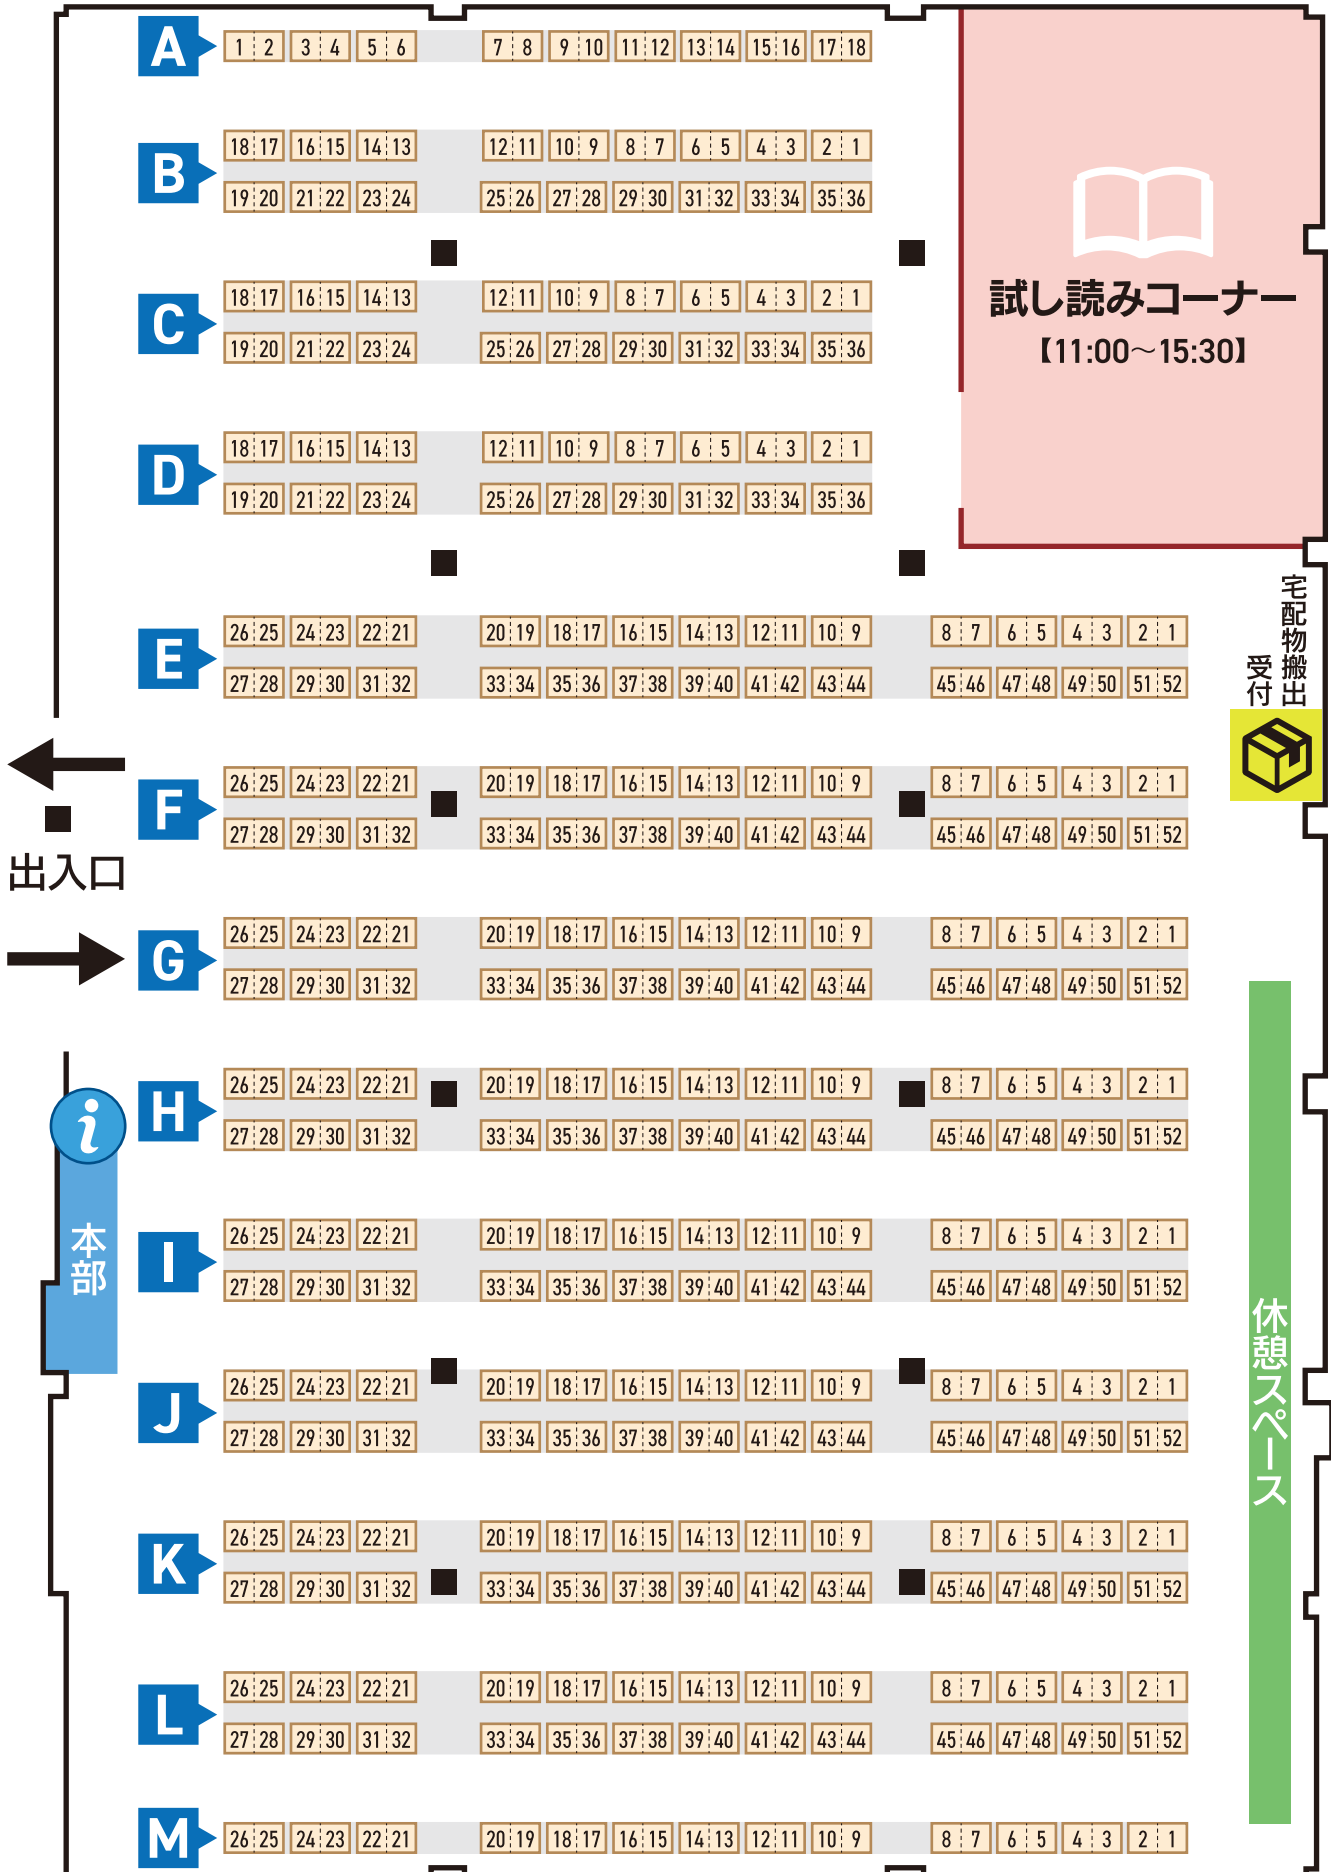 A
1 2 3 4 5 6 7 8 9 10 11 12 13 14 15 16 17 18
B
18 17 16 15 14 13 12 11 10 9 8 7 6 5 4 3 2 1
19 20 21 22 23 24 25 26 27 28 29 30 31 32 33 34 35 36
C
18 17 16 15 14 13 12 11 10 9 8 7 6 5 4 3 2 1
19 20 21 22 23 24 25 26 27 28 29 30 31 32 33 34 35 36
試し読みコーナー
【11:00～15:30】
D
18 17 16 15 14 13 12 11 10 9 8 7 6 5 4 3 2 1
19 20 21 22 23 24 25 26 27 28 29 30 31 32 33 34 35 36
宅配物搬出
受付
E
26 25 24 23 22 21 20 19 18 17 16 15 14 13 12 11 10 9 8 7 6 5 4 3 2 1
27 28 29 30 31 32 33 34 35 36 37 38 39 40 41 42 43 44 45 46 47 48 49 50 51 52
F
26 25 24 23 22 21 20 19 18 17 16 15 14 13 12 11 10 9 8 7 6 5 4 3 2 1
27 28 29 30 31 32 33 34 35 36 37 38 39 40 41 42 43 44 45 46 47 48 49 50 51 52
出入口
G
26 25 24 23 22 21 20 19 18 17 16 15 14 13 12 11 10 9 8 7 6 5 4 3 2 1
27 28 29 30 31 32 33 34 35 36 37 38 39 40 41 42 43 44 45 46 47 48 49 50 51 52
H
26 25 24 23 22 21 20 19 18 17 16 15 14 13 12 11 10 9 8 7 6 5 4 3 2 1
27 28 29 30 31 32 33 34 35 36 37 38 39 40 41 42 43 44 45 46 47 48 49 50 51 52
i
本部
I
26 25 24 23 22 21 20 19 18 17 16 15 14 13 12 11 10 9 8 7 6 5 4 3 2 1
27 28 29 30 31 32 33 34 35 36 37 38 39 40 41 42 43 44 45 46 47 48 49 50 51 52
休憩スペース
J
26 25 24 23 22 21 20 19 18 17 16 15 14 13 12 11 10 9 8 7 6 5 4 3 2 1
27 28 29 30 31 32 33 34 35 36 37 38 39 40 41 42 43 44 45 46 47 48 49 50 51 52
K
26 25 24 23 22 21 20 19 18 17 16 15 14 13 12 11 10 9 8 7 6 5 4 3 2 1
27 28 29 30 31 32 33 34 35 36 37 38 39 40 41 42 43 44 45 46 47 48 49 50 51 52
L
26 25 24 23 22 21 20 19 18 17 16 15 14 13 12 11 10 9 8 7 6 5 4 3 2 1
27 28 29 30 31 32 33 34 35 36 37 38 39 40 41 42 43 44 45 46 47 48 49 50 51 52
M
26 25 24 23 22 21 20 19 18 17 16 15 14 13 12 11 10 9 8 7 6 5 4 3 2 1